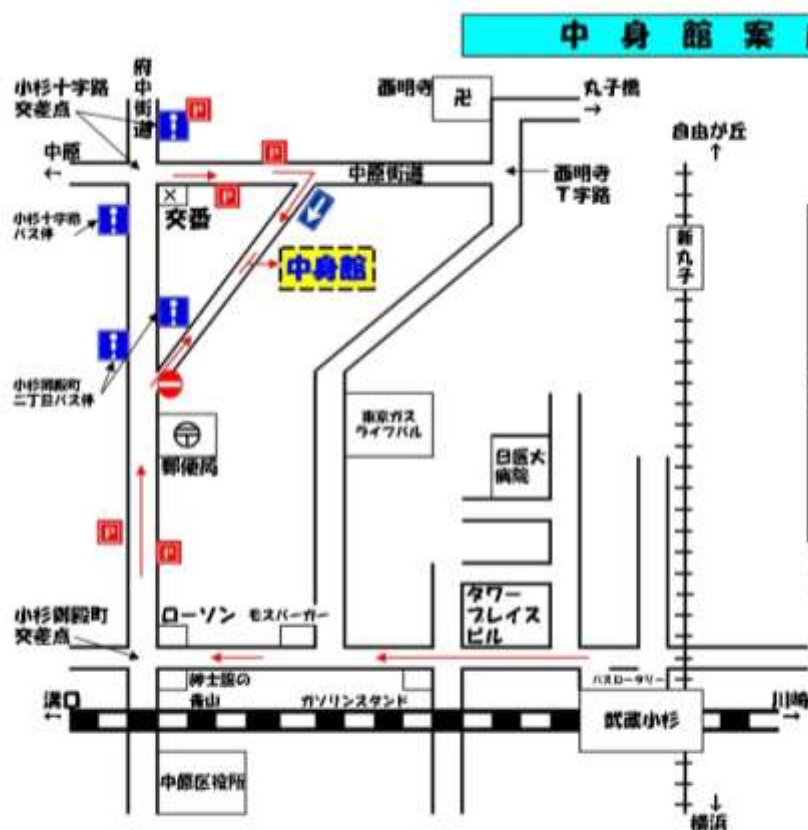 中身館案
小杉十字路
交差点
府中街道
P
西明寺
卍
丸子橋
→
自由が丘
↑
中原
←
P
中原街道
西明寺
T字路
P
交番
小杉十字路
バス停
中身館
新丸子
小杉御殿町
二丁目バス停
〒
郵便局
東京ガス
ライフバル
日医大
病院
P
P
小杉御殿町
交差点
ローソン
モスバーガー
タワー
プレイス
ビル
紳士服の
青山
ガソリンスタンド
バスロータリー
溝口
←
武蔵小杉
川崎
→
中原区役所
↓
横浜